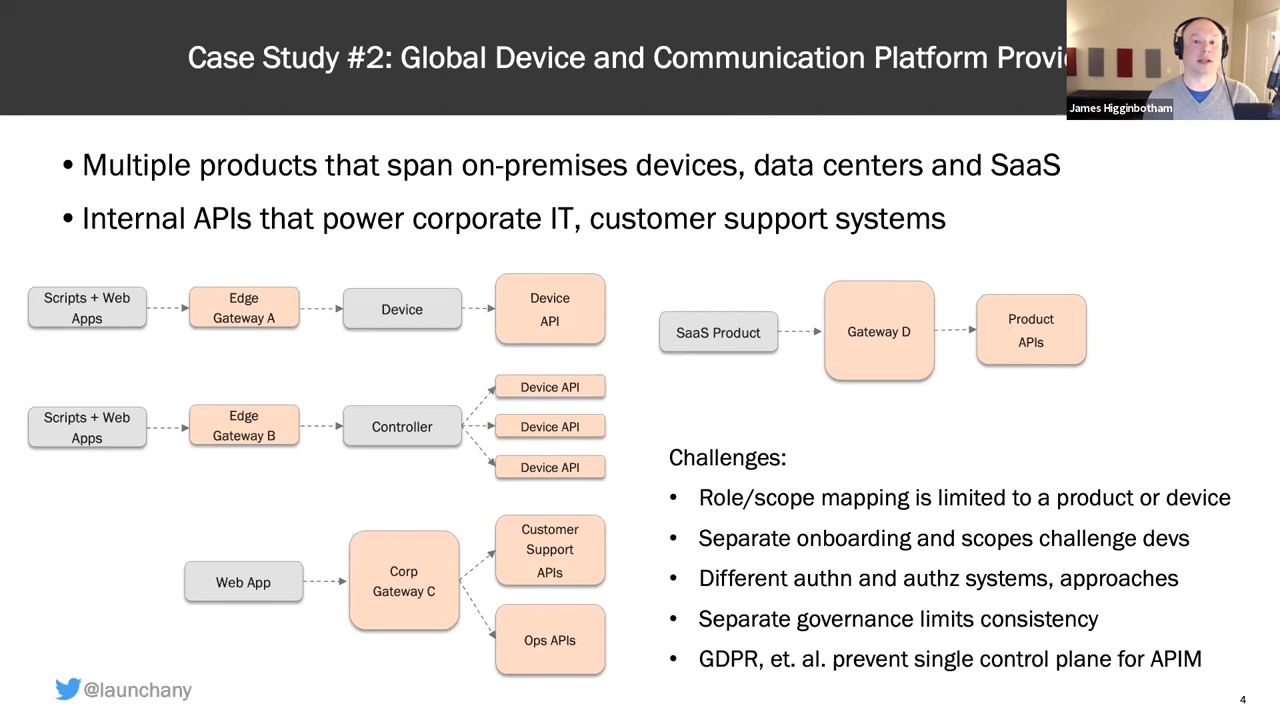 Case Study #2: Global Device and Communication Platform
James Higginbotham
• Multiple products that span on-premises devices, data centers and SaaS
• Internal APIs that power corporate IT, customer support systems
Scripts + Web
Apps
Edge
Gateway A
Device
Device
API
Scripts + Web
Apps
Edge
Gateway B
Controller
Device API
Device API
Device API
Web App
Corp
Gateway C
Customer
Support
APIs
Ops APIs
SaaS Product
Gateway D
Product
APIs
Challenges:
• Role/scope mapping is limited to a product or device
• Separate onboarding and scopes challenge devs
• Different authn and authz systems, approaches
• Separate governance limits consistency
• GDPR, et. al. prevent single control plane for APIM
@launchany
4